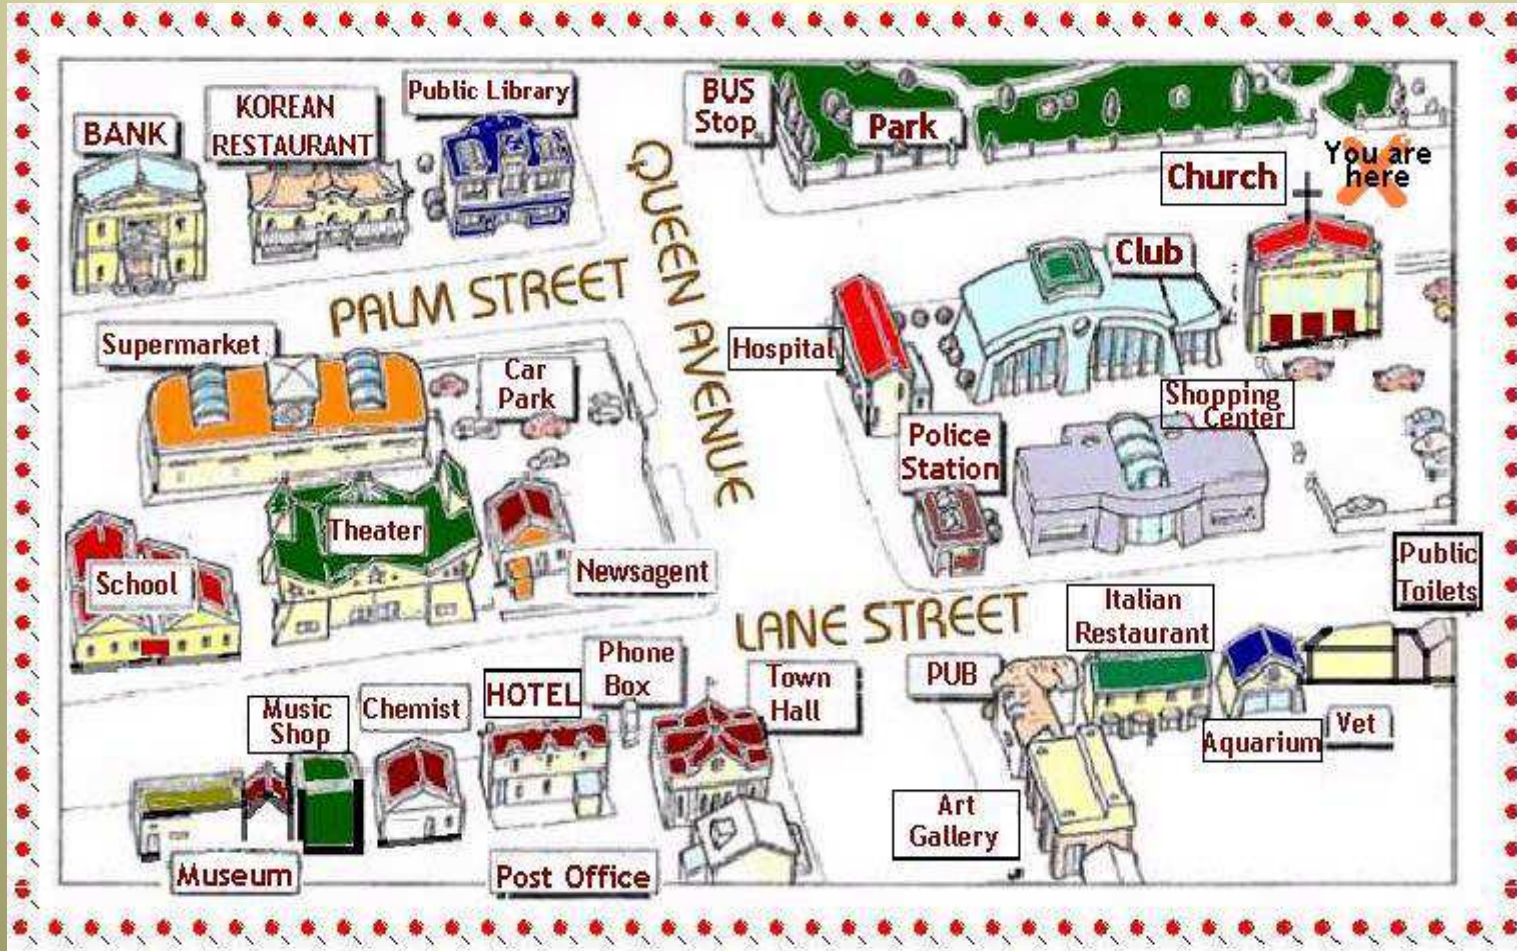 BANK
KOREAN
RESTAURANT
Public Library
BUS
Stop
Park
Church
You are
here
QUEEN AVENUE
PALM STREET
Club
Supermarket
Car
Park
Hospital
Shopping
Center
Police
Station
Theater
School
Newsagent
Public
Toilets
LANE STREET
Italian
Restaurant
Phone
Box
PUB
Town
Hall
HOTEL
Music
Shop
Chemist
Vet
Aquarium
Art
Gallery
Museum
Post Office